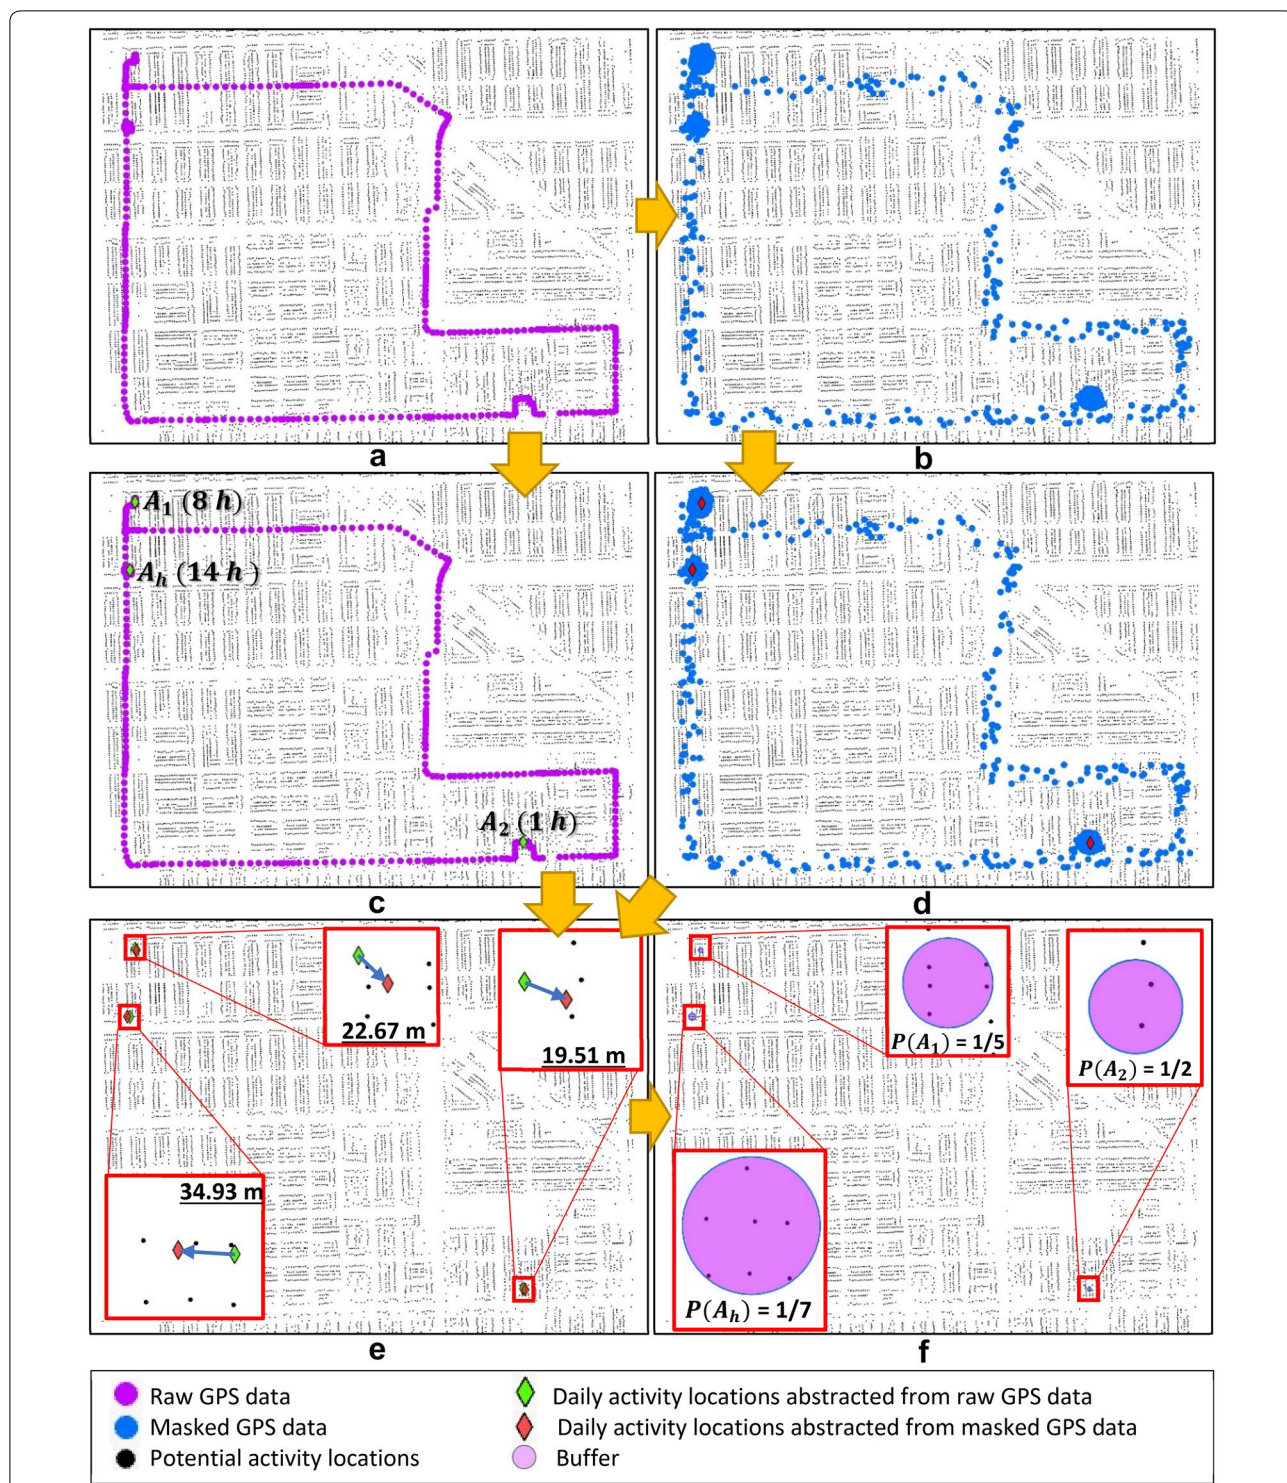 a
b
A₁ (8 h)
Aₕ (14 h)
A₂ (1 h)
c
d
22.67 m
19.51 m
34.93 m
e
P(A₁) = 1/5
P(A₂) = 1/2
P(Aₕ) = 1/7
f
Raw GPS data
Daily activity locations abstracted from raw GPS data
Masked GPS data
Daily activity locations abstracted from masked GPS data
Potential activity locations
Buffer